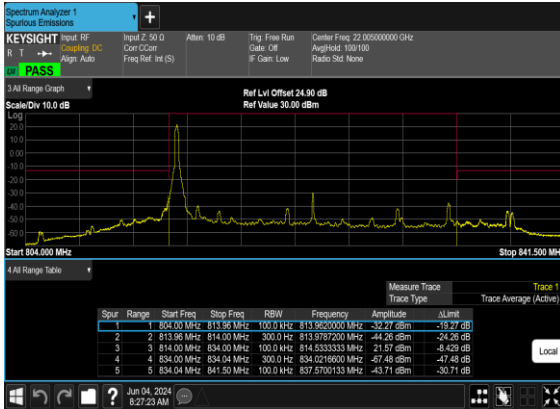 Spectrum Analyzer 1
Spurious Emissions
+
KEYSIGHT Input: RF Input Z: 50 Ω Atten: 10 dB Trig: Free Run Center Freq: 22.005000000 GHz
R T Coupling: DC Corr CCorr Gate: Off Avg|Hold: 100/100
Align: Auto Freq Ref: Int (S) IF Gain: Low Radio Std: None
PASS
3 All Range Graph
Ref Lvl Offset 24.90 dB
Scale/Div 10.0 dB Ref Value 30.00 dBm
Log
20.0
10.0
0.00
-10.0
-20.0
-30.0
-40.0
-50.0
-60.0
Start 804.000 MHz Stop 841.500 MH
4 All Range Table
Measure Trace Trace 1
Trace Type Trace Average (Active)
Spur Range Start Freq Stop Freq RBW Frequency Amplitude ΔLimit
1 1 804.00 MHz 813.96 MHz 100.0 kHz 813.9620000 MHz -32.27 dBm -19.27 dB
2 2 813.96 MHz 814.00 MHz 300.0 Hz 813.9787200 MHz -44.26 dBm -24.26 dB
3 3 814.00 MHz 834.00 MHz 100.0 kHz 814.5333333 MHz 21.57 dBm -8.429 dB
4 4 834.00 MHz 834.04 MHz 300.0 Hz 834.0216600 MHz -67.48 dBm -47.48 dB
5 5 834.04 MHz 841.50 MHz 100.0 kHz 837.5700133 MHz -43.71 dBm -30.71 dB
Local
?
Jun 04, 2024
8:27:23 AM